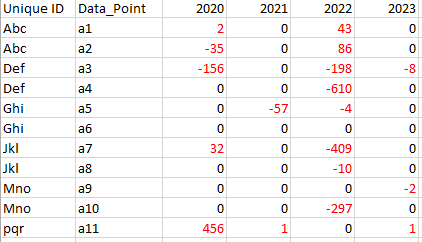 Unique ID Data_Point 2020 2021 2022 2023
Abc a1 2 0 43 0
Abc a2 -35 0 86 0
Def a3 -156 0 -198 -8
Def a4 0 0 -610 0
Ghi a5 0 -57 -4 0
Ghi a6 0 0 0 0
Jkl a7 32 0 -409 0
Jkl a8 0 0 -10 0
Mno a9 0 0 0 -2
Mno a10 0 0 -297 0
pqr a11 456 1 0 1